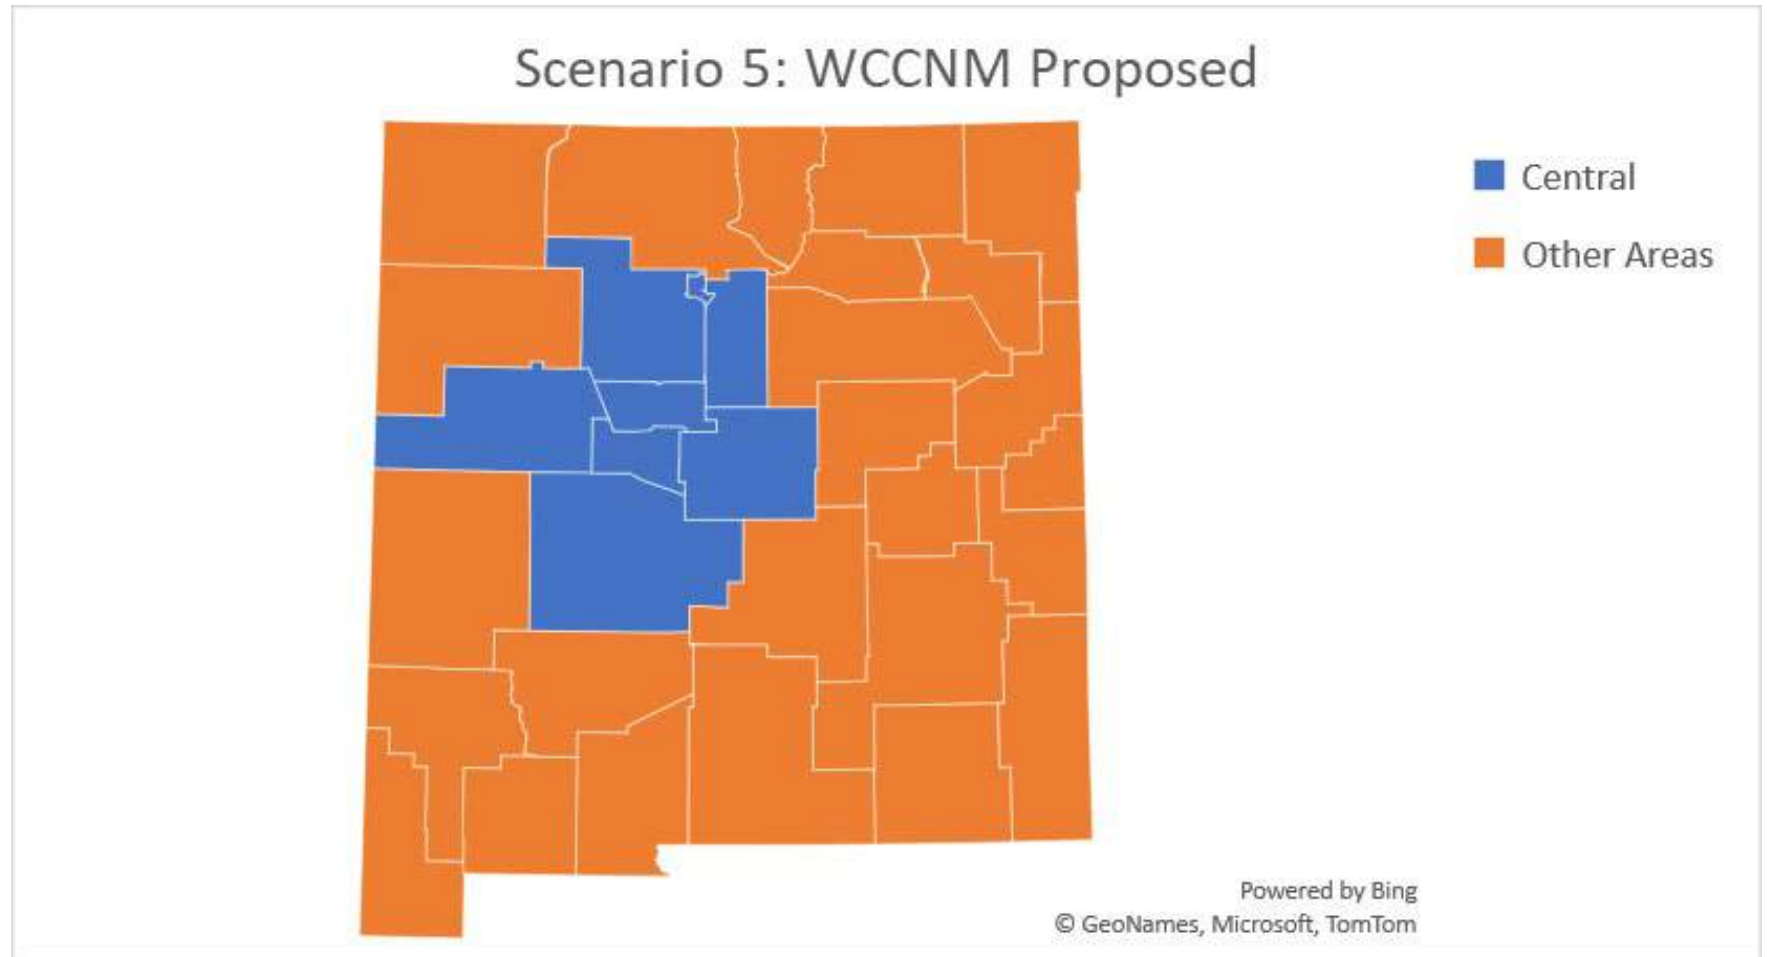 Scenario 5: WCCNM Proposed
Central
Other Areas
Powered by Bing
© GeoNames, Microsoft, TomTom